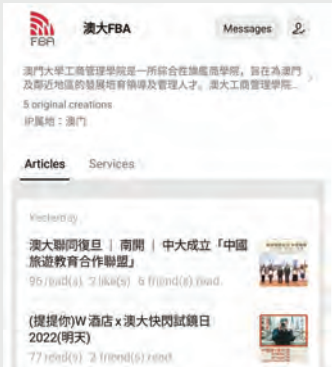 FBA
澳大FBA
Messages
澳門大學工商管理學院是一所綜合性旗艦商學院，旨在為澳門
及鄰近地區的發展培育領導及管理人才。澳大工商管理學院...
5 original creations
IP属地：澳门
Articles Services
Yesterday
澳大聯同復旦 | 南開 | 中大成立「中國
旅遊教育合作聯盟」
96 read(s) 2 like(s) 6 friend(s) read
(提提你)W 酒店 x 澳大快閃試鏡日
2022(明天)
77 read(s) 2 friend(s) read